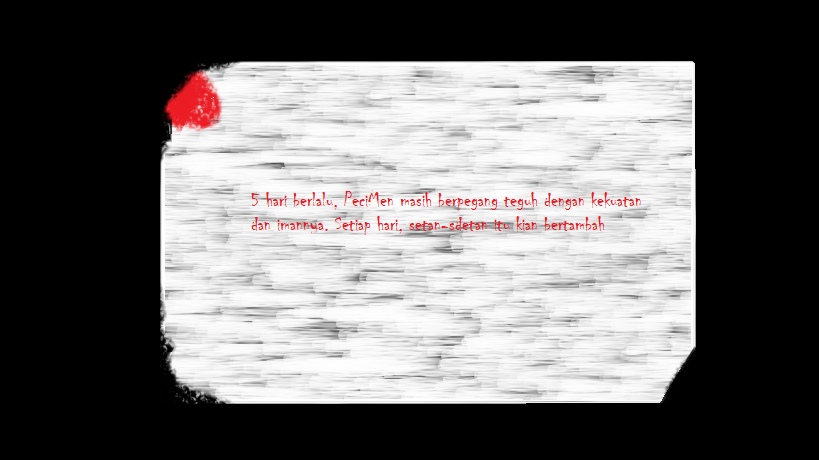 5 hari berlalu, PeciMen masih berpegang teguh dengan kekuatan
dan imannya. Setiap hari, setan-sdetan itu kian bertambah